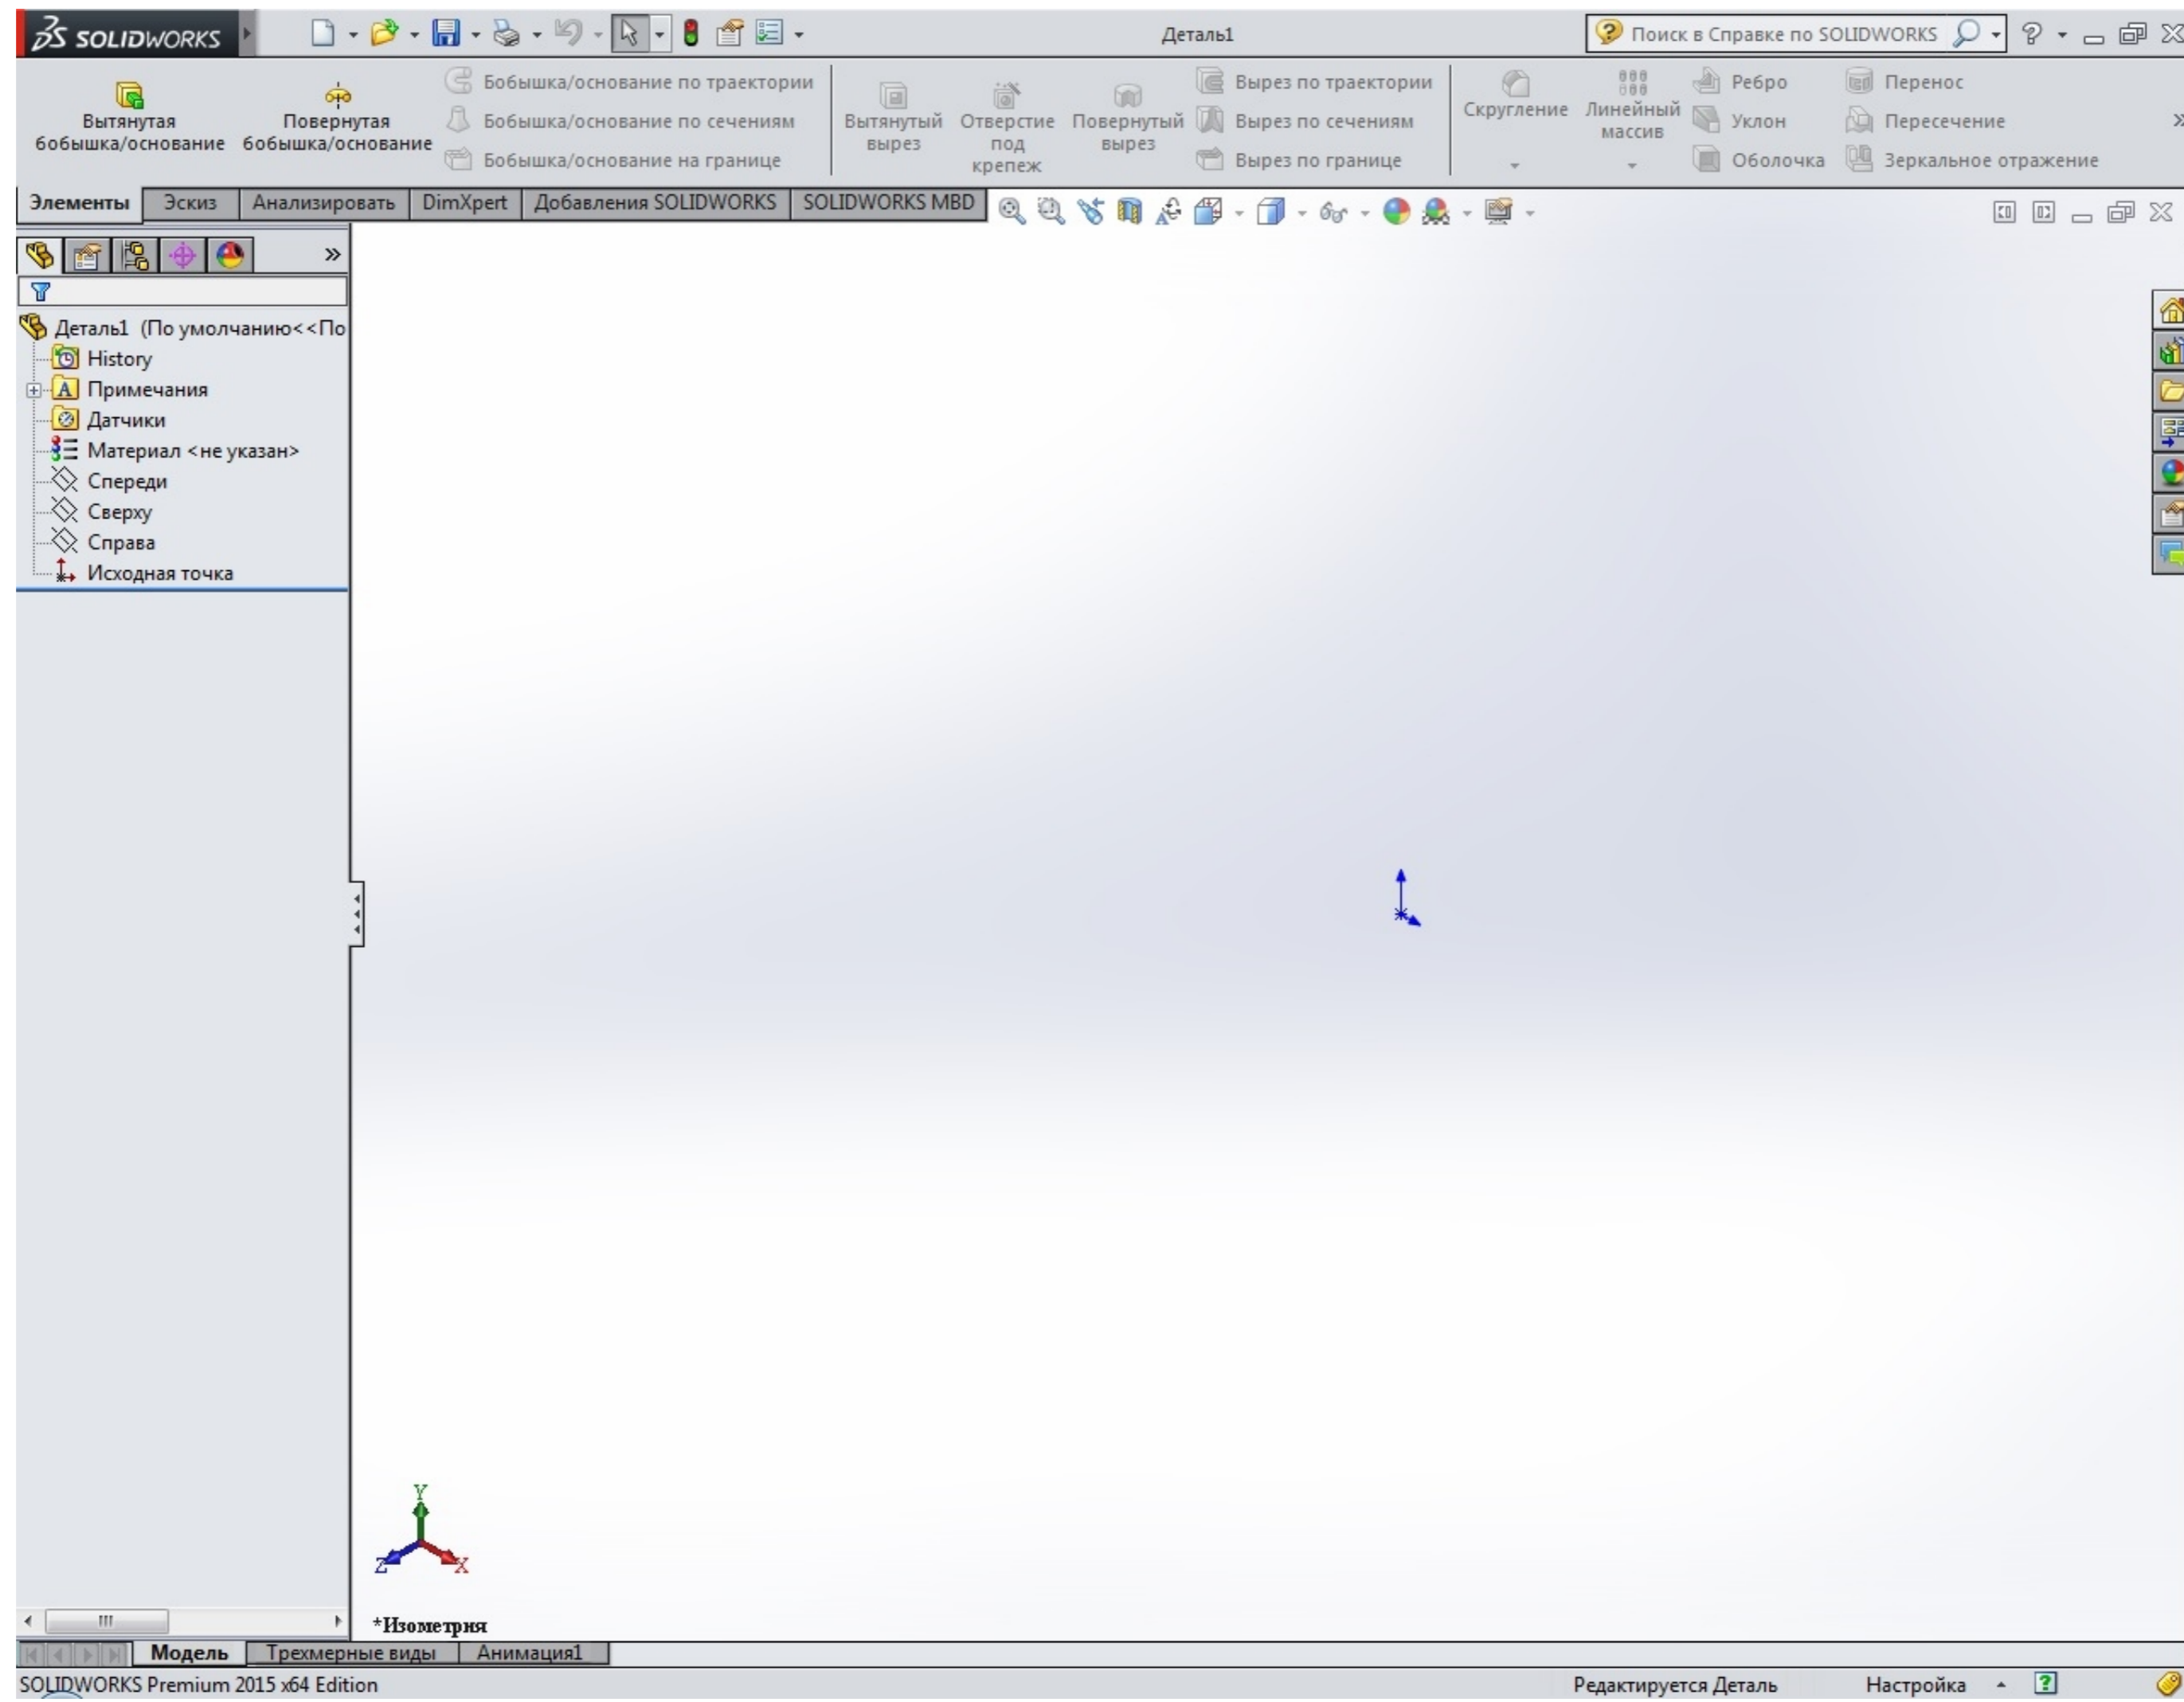 SOLIDWORKS
Деталь1
Поиск в Справке по SOLIDWORKS
Вытянутая
бобышка/основание
Повернутая
бобышка/основание
Бобышка/основание по траектории
Бобышка/основание по сечениям
Бобышка/основание на границе
Вытянутый
вырез
Отверстие
под
крепеж
Повернутый
вырез
Вырез по траектории
Вырез по сечениям
Вырез по границе
Скругление
Линейный
массив
Ребро
Уклон
Оболочка
Перенос
Пересечение
Зеркальное отражение
Элементы
Эскиз
Анализировать
DimXpert
Добавления SOLIDWORKS
SOLIDWORKS MBD
Деталь1 (По умолчанию<<По
History
Примечания
Датчики
Материал <не указан>
Спереди
Сверху
Справа
Исходная точка
Y
Z
X
*Изометрия
Модель
Трехмерные виды
Анимация1
SOLIDWORKS Premium 2015 x64 Edition
Редактируется Деталь
Настройка